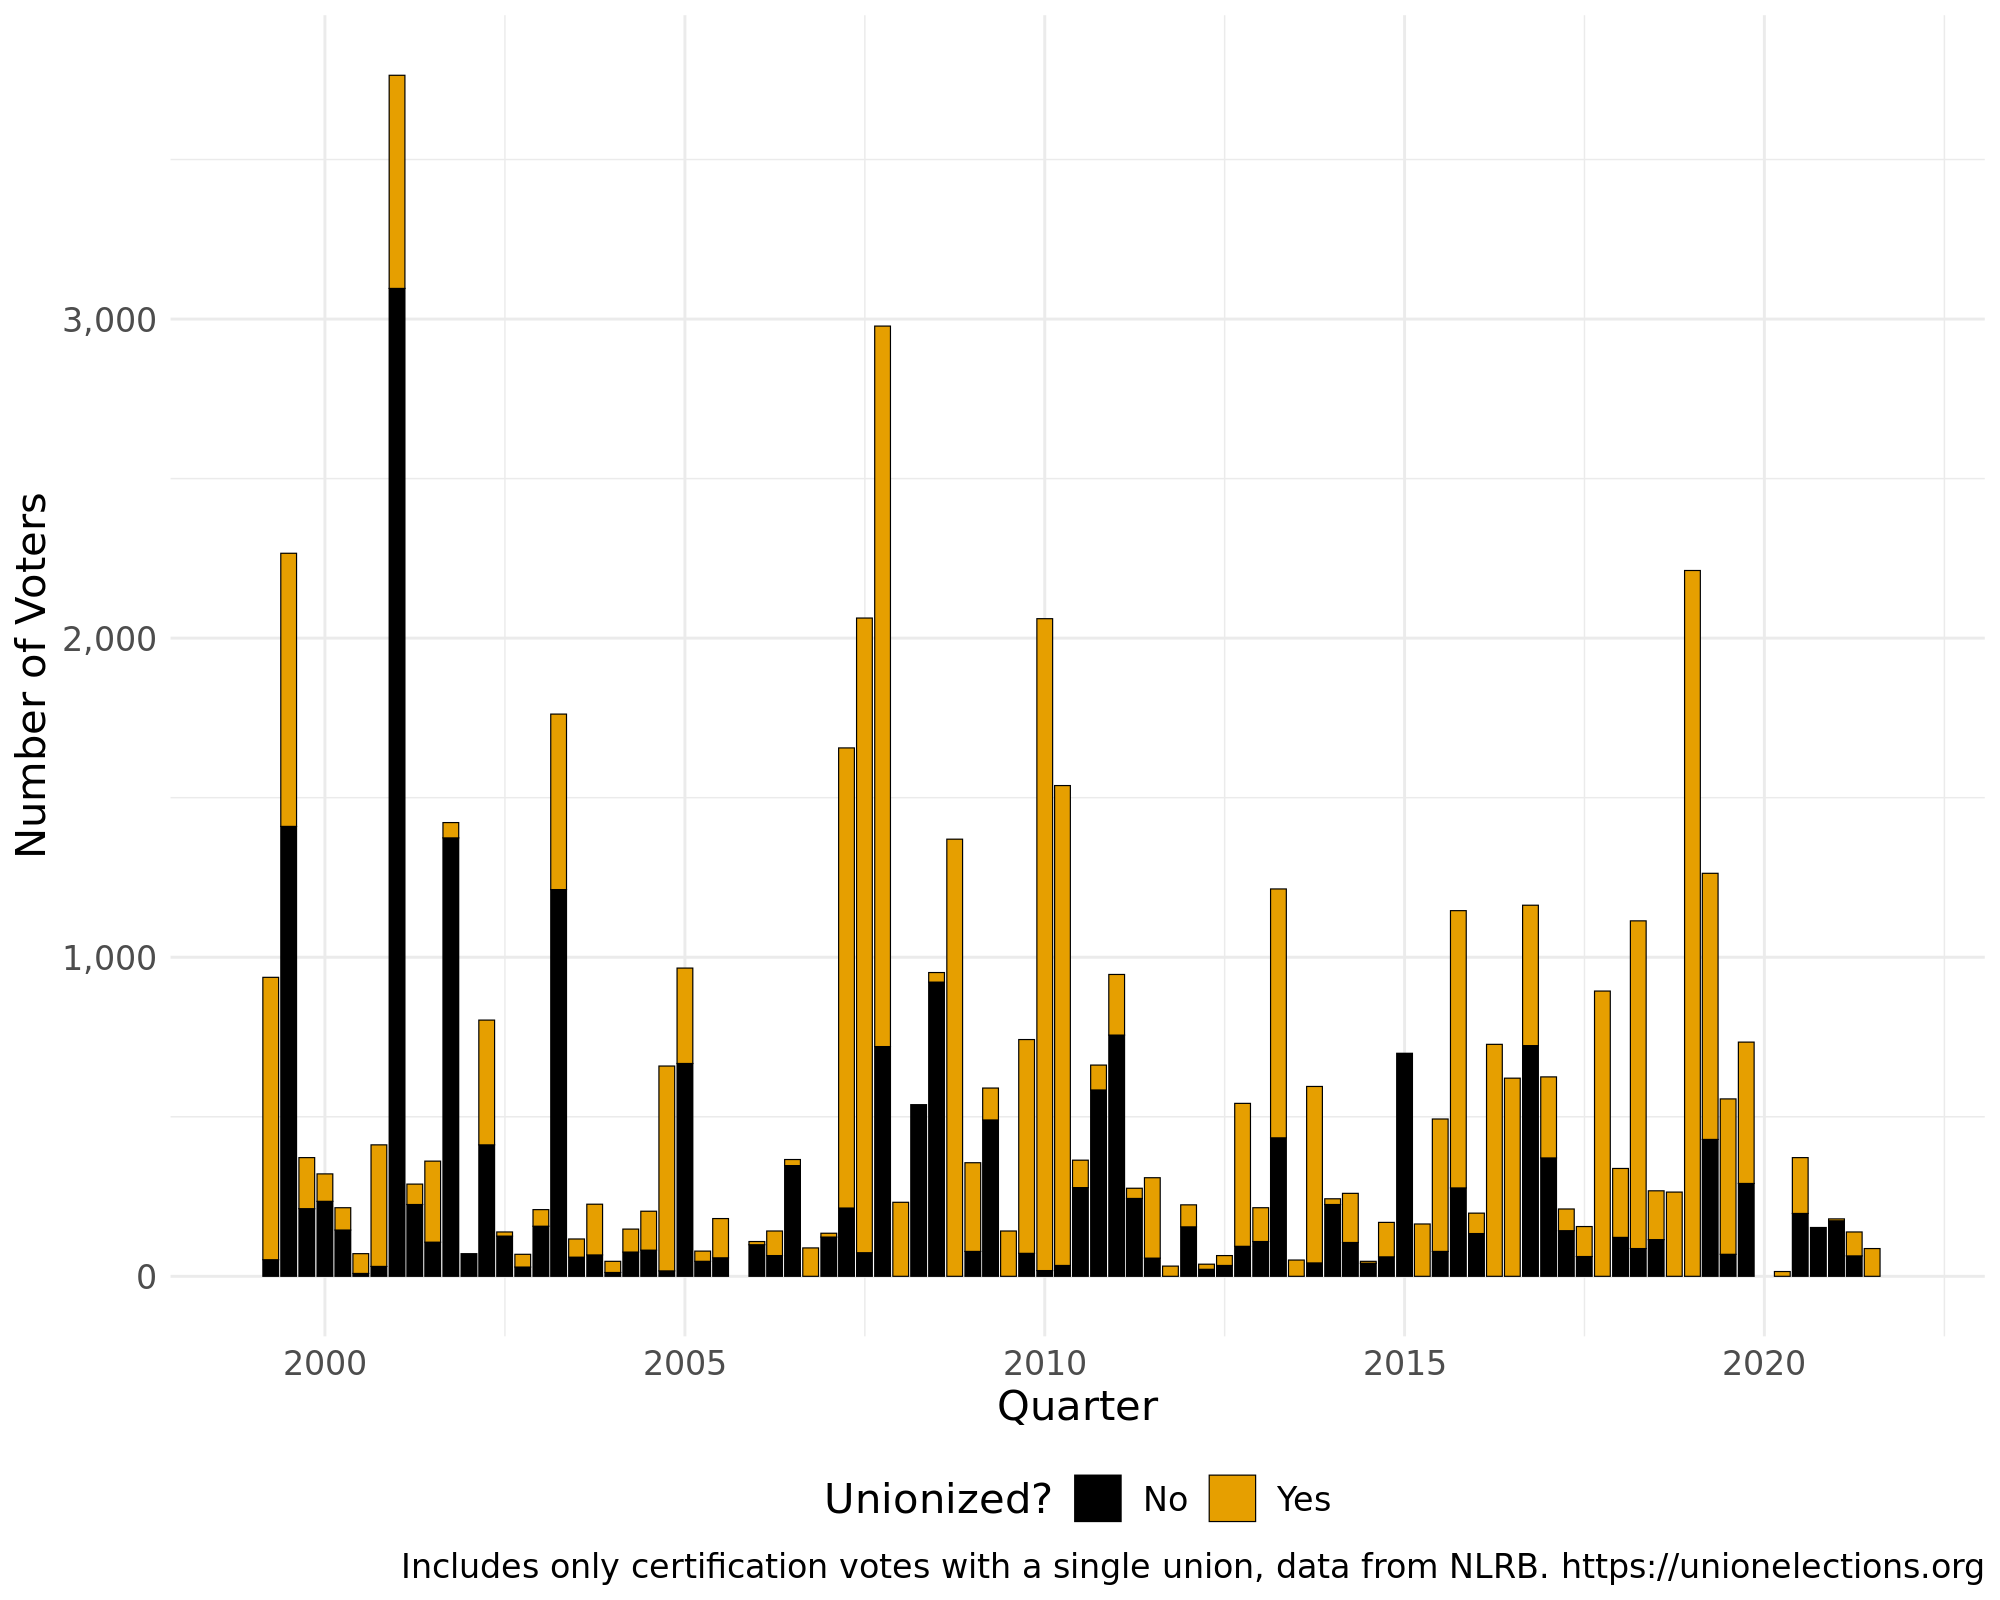 Number of Voters
3,000
2,000
1,000
0
2000 2005 2010 2015 2020
Quarter
Unionized? No Yes
Includes only certification votes with a single union, data from NLRB. https://unionelections.org